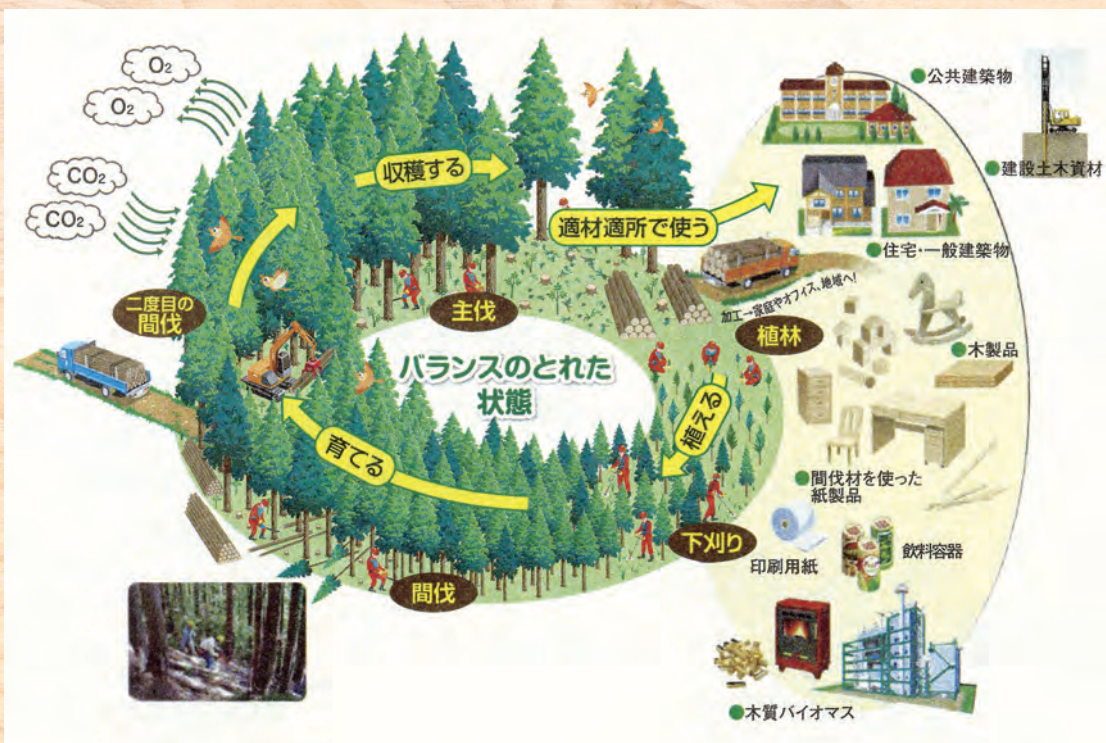 O₂
O₂
CO₂
CO₂
収穫する
適材適所で使う
加工→家庭やオフィス、地域へ!
二度目の
間伐
主伐
植林
バランスのとれた
状態
植える
育てる
下刈り
間伐
●公共建築物
●建設土木資材
●住宅・一般建築物
●木製品
●間伐材を使った
紙製品
印刷用紙
飲料容器
●木質バイオマス